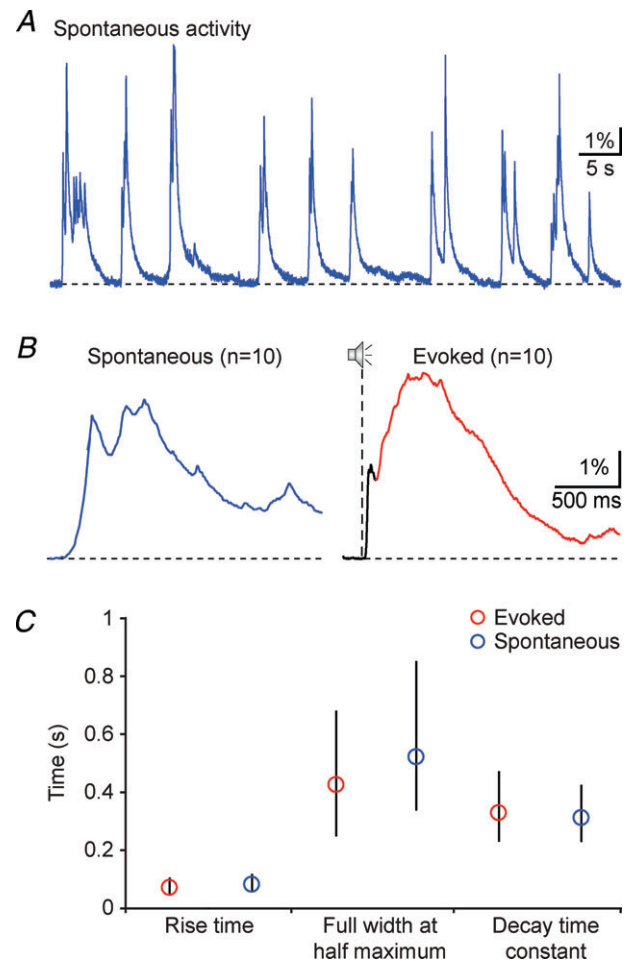 A
Spontaneous activity
1%
5 s
B
Spontaneous (n=10)
Evoked (n=10)
1%
500 ms
C
Evoked
Spontaneous
1
0.8
0.6
0.4
0.2
0
Time (s)
Rise time
Full width at
half maximum
Decay time
constant